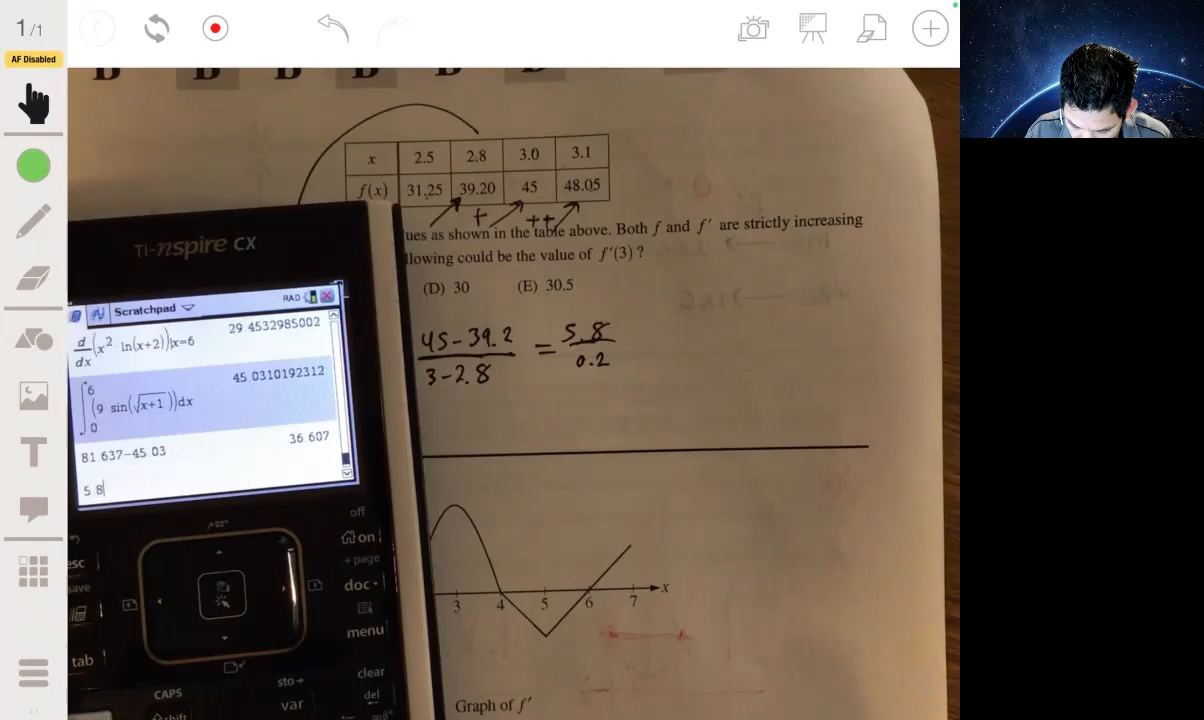 1/1
AF Disabled
B B B B B B
x 2.5 2.8 3.0 3.1
f(x) 31.25 39.20 45 48.05
+ ++
ues as shown in the table above. Both f and f′ are strictly increasing
llowing could be the value of f′(3) ?
(D) 30 (E) 30.5
45-39.2 / 3-2.8 = 5.8 / 0.2
TI-nspire CX
Scratchpad RAD
d/dx(x² ln(x+2))|x=6 29.4532985002
∫₀⁶(9 sin(√x+1))dx 45.0310192312
81.637-45.03 36.607
5.8
off
esc on
+page
save doc
menu
tab
clear
CAPS sto→
shift var del
3 4 5 6 7 x
Graph of f′
T